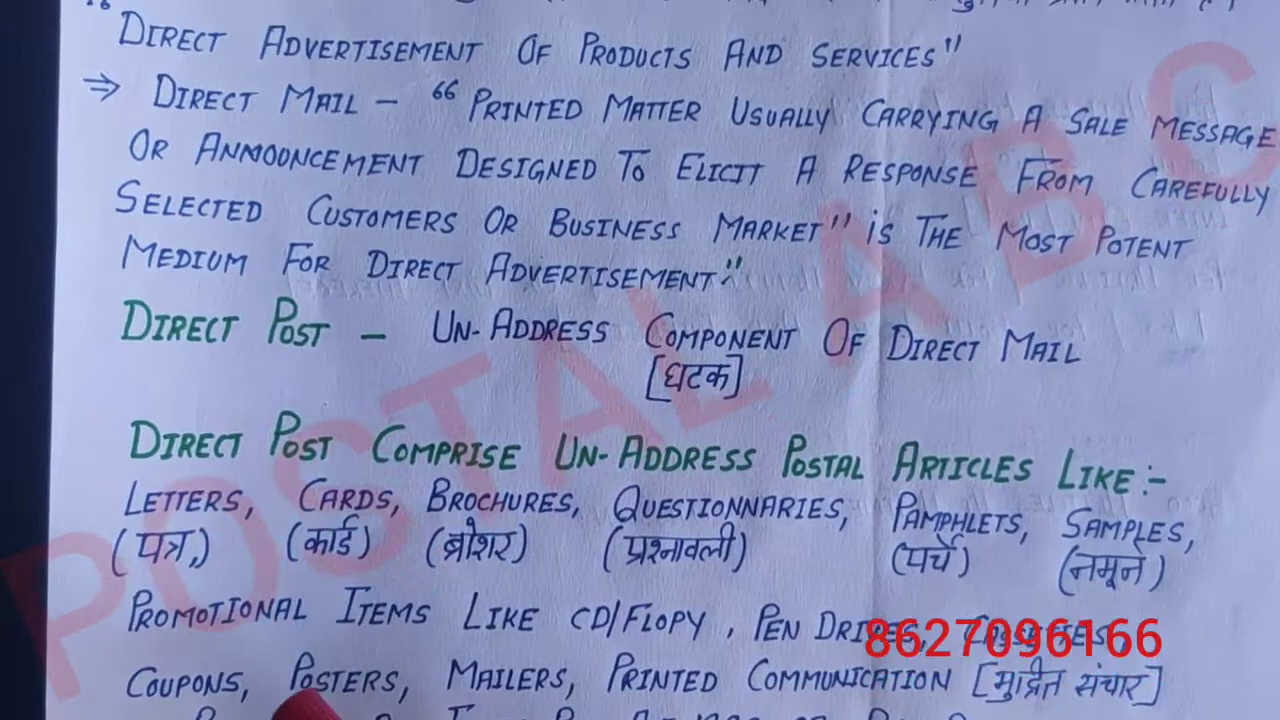 "DIRECT ADVERTISEMENT OF PRODUCTS AND SERVICES"
⇒ DIRECT MAIL – "PRINTED MATTER USUALLY CARRYING A SALE MESSAGE
OR ANNOUNCEMENT DESIGNED TO ELICIT A RESPONSE FROM CAREFULLY
SELECTED CUSTOMERS OR BUSINESS MARKET" is THE MOST POTENT
MEDIUM FOR DIRECT ADVERTISEMENT."
DIRECT POST – UN-ADDRESS COMPONENT OF DIRECT MAIL
[घटक]
DIRECT POST COMPRISE UN-ADDRESS POSTAL ARTICLES LIKE:-
LETTERS, CARDS, BROCHURES, QUESTIONNARIES, PAMPHLETS, SAMPLES,
(पत्र,) (कार्ड) (ब्रोशर) (प्रश्नावली) (पर्चे) (नमूने)
PROMOTIONAL ITEMS LIKE CD/FLOPY, PEN DRIVES, CASSETTES,
8627096166
COUPONS, POSTERS, MAILERS, PRINTED COMMUNICATION [मुद्रित संचार]
POSTAL ABC